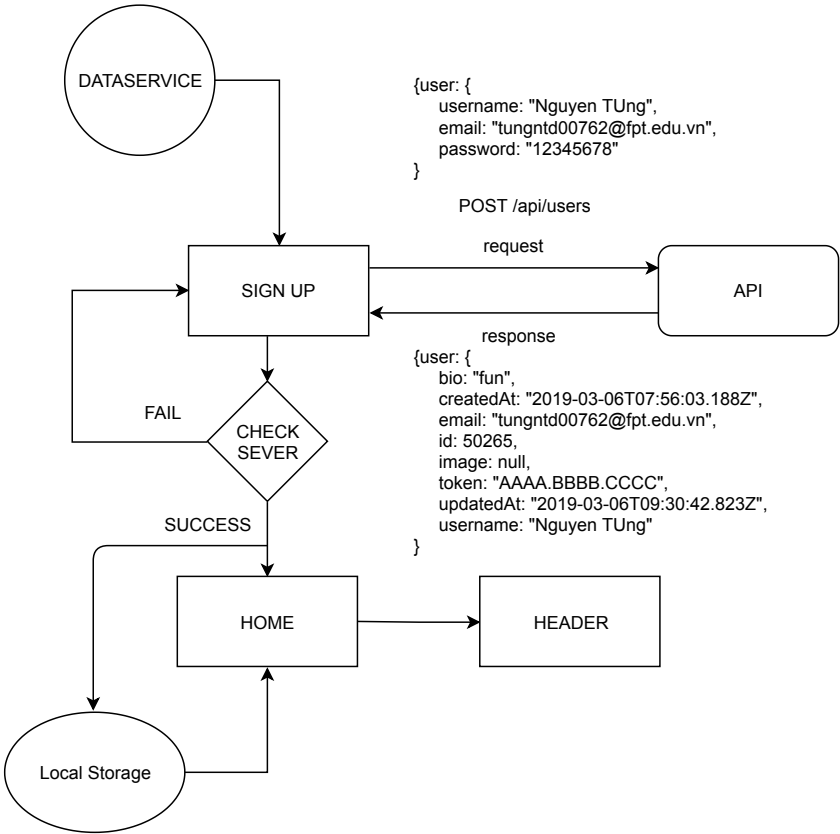 DATASERVICE
{user: {
username: "Nguyen TUng",
email: "tungntd00762@fpt.edu.vn",
password: "12345678"
}
POST /api/users
request
SIGN UP
API
response
{user: {
bio: "fun",
createdAt: "2019-03-06T07:56:03.188Z",
email: "tungntd00762@fpt.edu.vn",
id: 50265,
image: null,
token: "AAAA.BBBB.CCCC",
updatedAt: "2019-03-06T09:30:42.823Z",
username: "Nguyen TUng"
}
FAIL
CHECK
SEVER
SUCCESS
HOME
HEADER
Local Storage